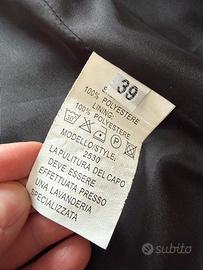 39
100% POLYESTERE
LINING:
100% POLYESTERE
MODELLO/STYLE:
2530
LA PULITURA DEL CAPO
DEVE ESSERE
EFFETTUATA PRESSO
UNA LAVANDERIA
SPECIALIZZATA
subito